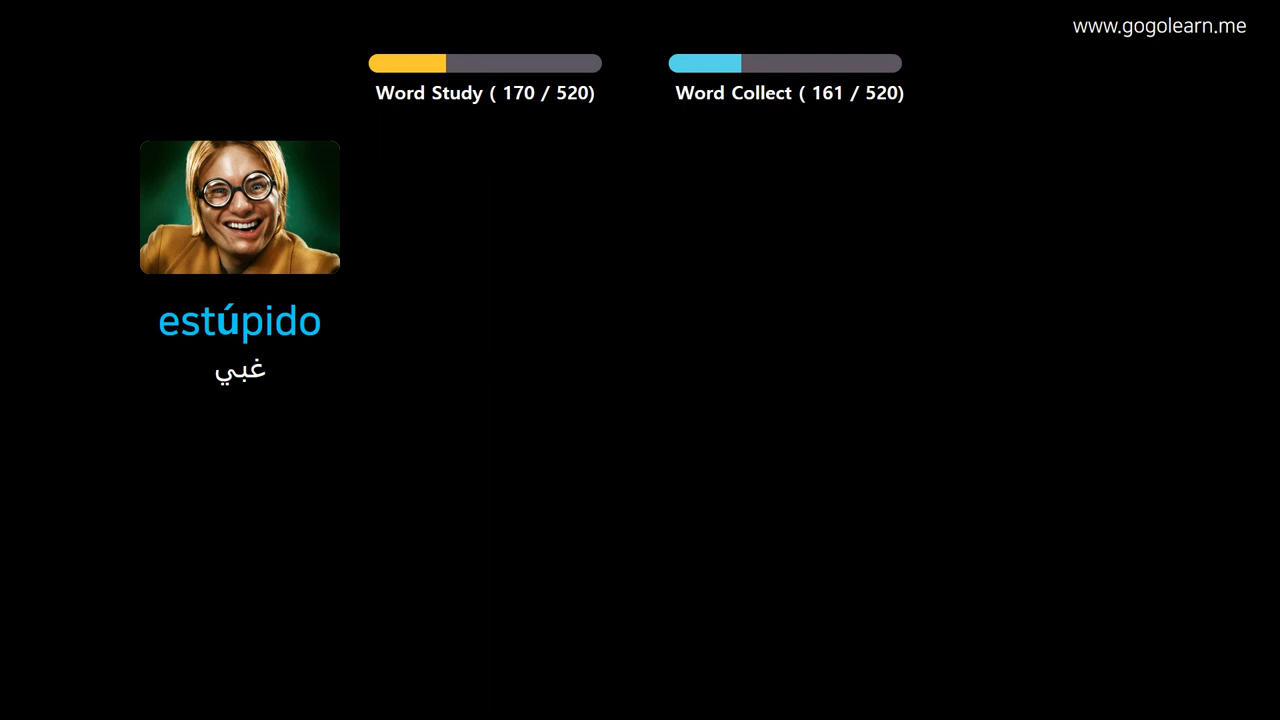 www.gogolearn.me
Word Study ( 170 / 520)
Word Collect ( 161 / 520)
estúpido
غبي